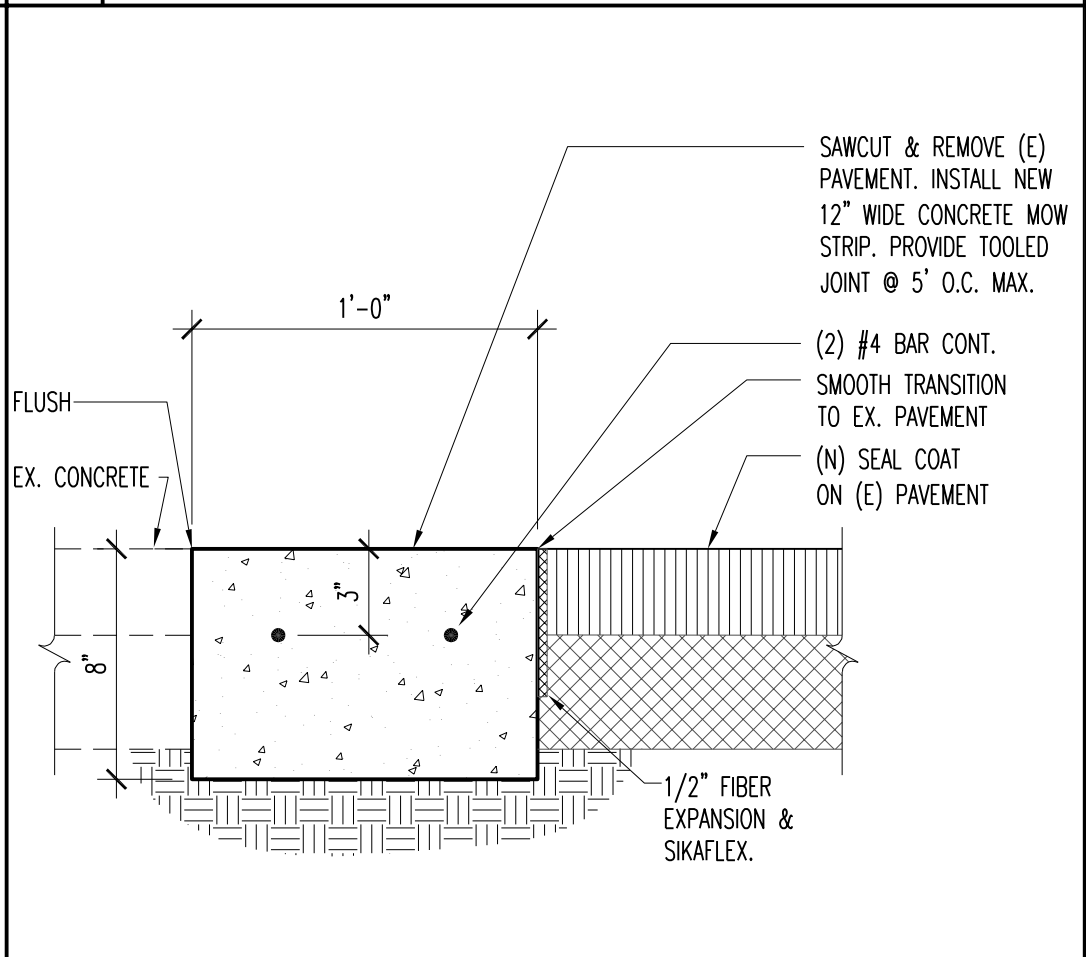 SAWCUT & REMOVE (E)
PAVEMENT. INSTALL NEW
12" WIDE CONCRETE MOW
STRIP. PROVIDE TOOLED
JOINT @ 5' O.C. MAX.
1'-0"
(2) #4 BAR CONT.
SMOOTH TRANSITION
TO EX. PAVEMENT
FLUSH
(N) SEAL COAT
ON (E) PAVEMENT
EX. CONCRETE
3"
8"
1/2" FIBER
EXPANSION &
SIKAFLEX.